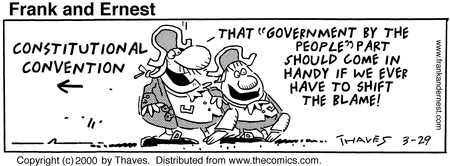 Frank and Ernest
CONSTITUTIONAL
CONVENTION
THAT "GOVERNMENT BY THE
PEOPLE" PART
SHOULD COME IN
HANDY IF WE EVER
HAVE TO SHIFT
THE BLAME!
www.frankandernest.com
THAVES 3-29
Copyright (c) 2000 by Thaves. Distributed from www.thecomics.com.